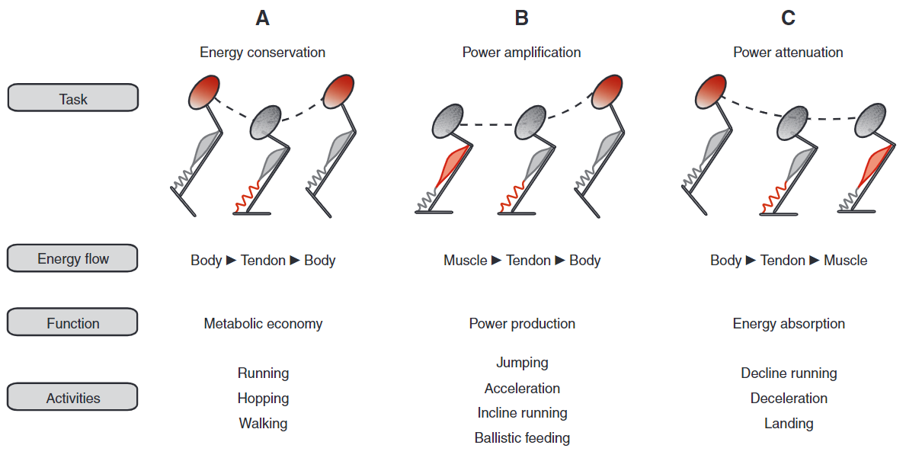 A B C
Energy conservation Power amplification Power attenuation
Task
Energy flow Body ▶ Tendon ▶ Body Muscle ▶ Tendon ▶ Body Body ▶ Tendon ▶ Muscle
Function Metabolic economy Power production Energy absorption
Activities
Running
Hopping
Walking
Jumping
Acceleration
Incline running
Ballistic feeding
Decline running
Deceleration
Landing